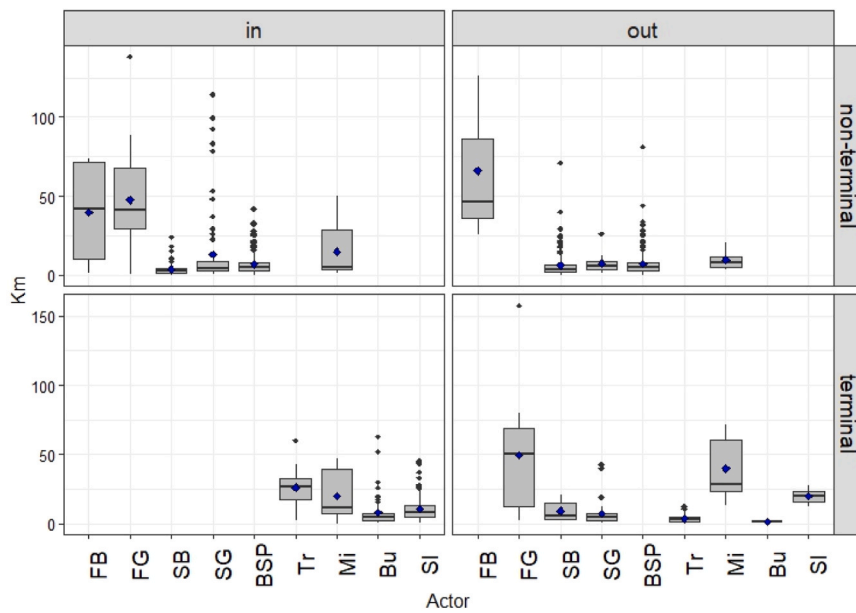 in out
non-terminal
100
50
0
Km
terminal
150
100
50
0
FB FG SB SG BSP Tr Mi Bu SI FB FG SB SG BSP Tr Mi Bu SI
Actor